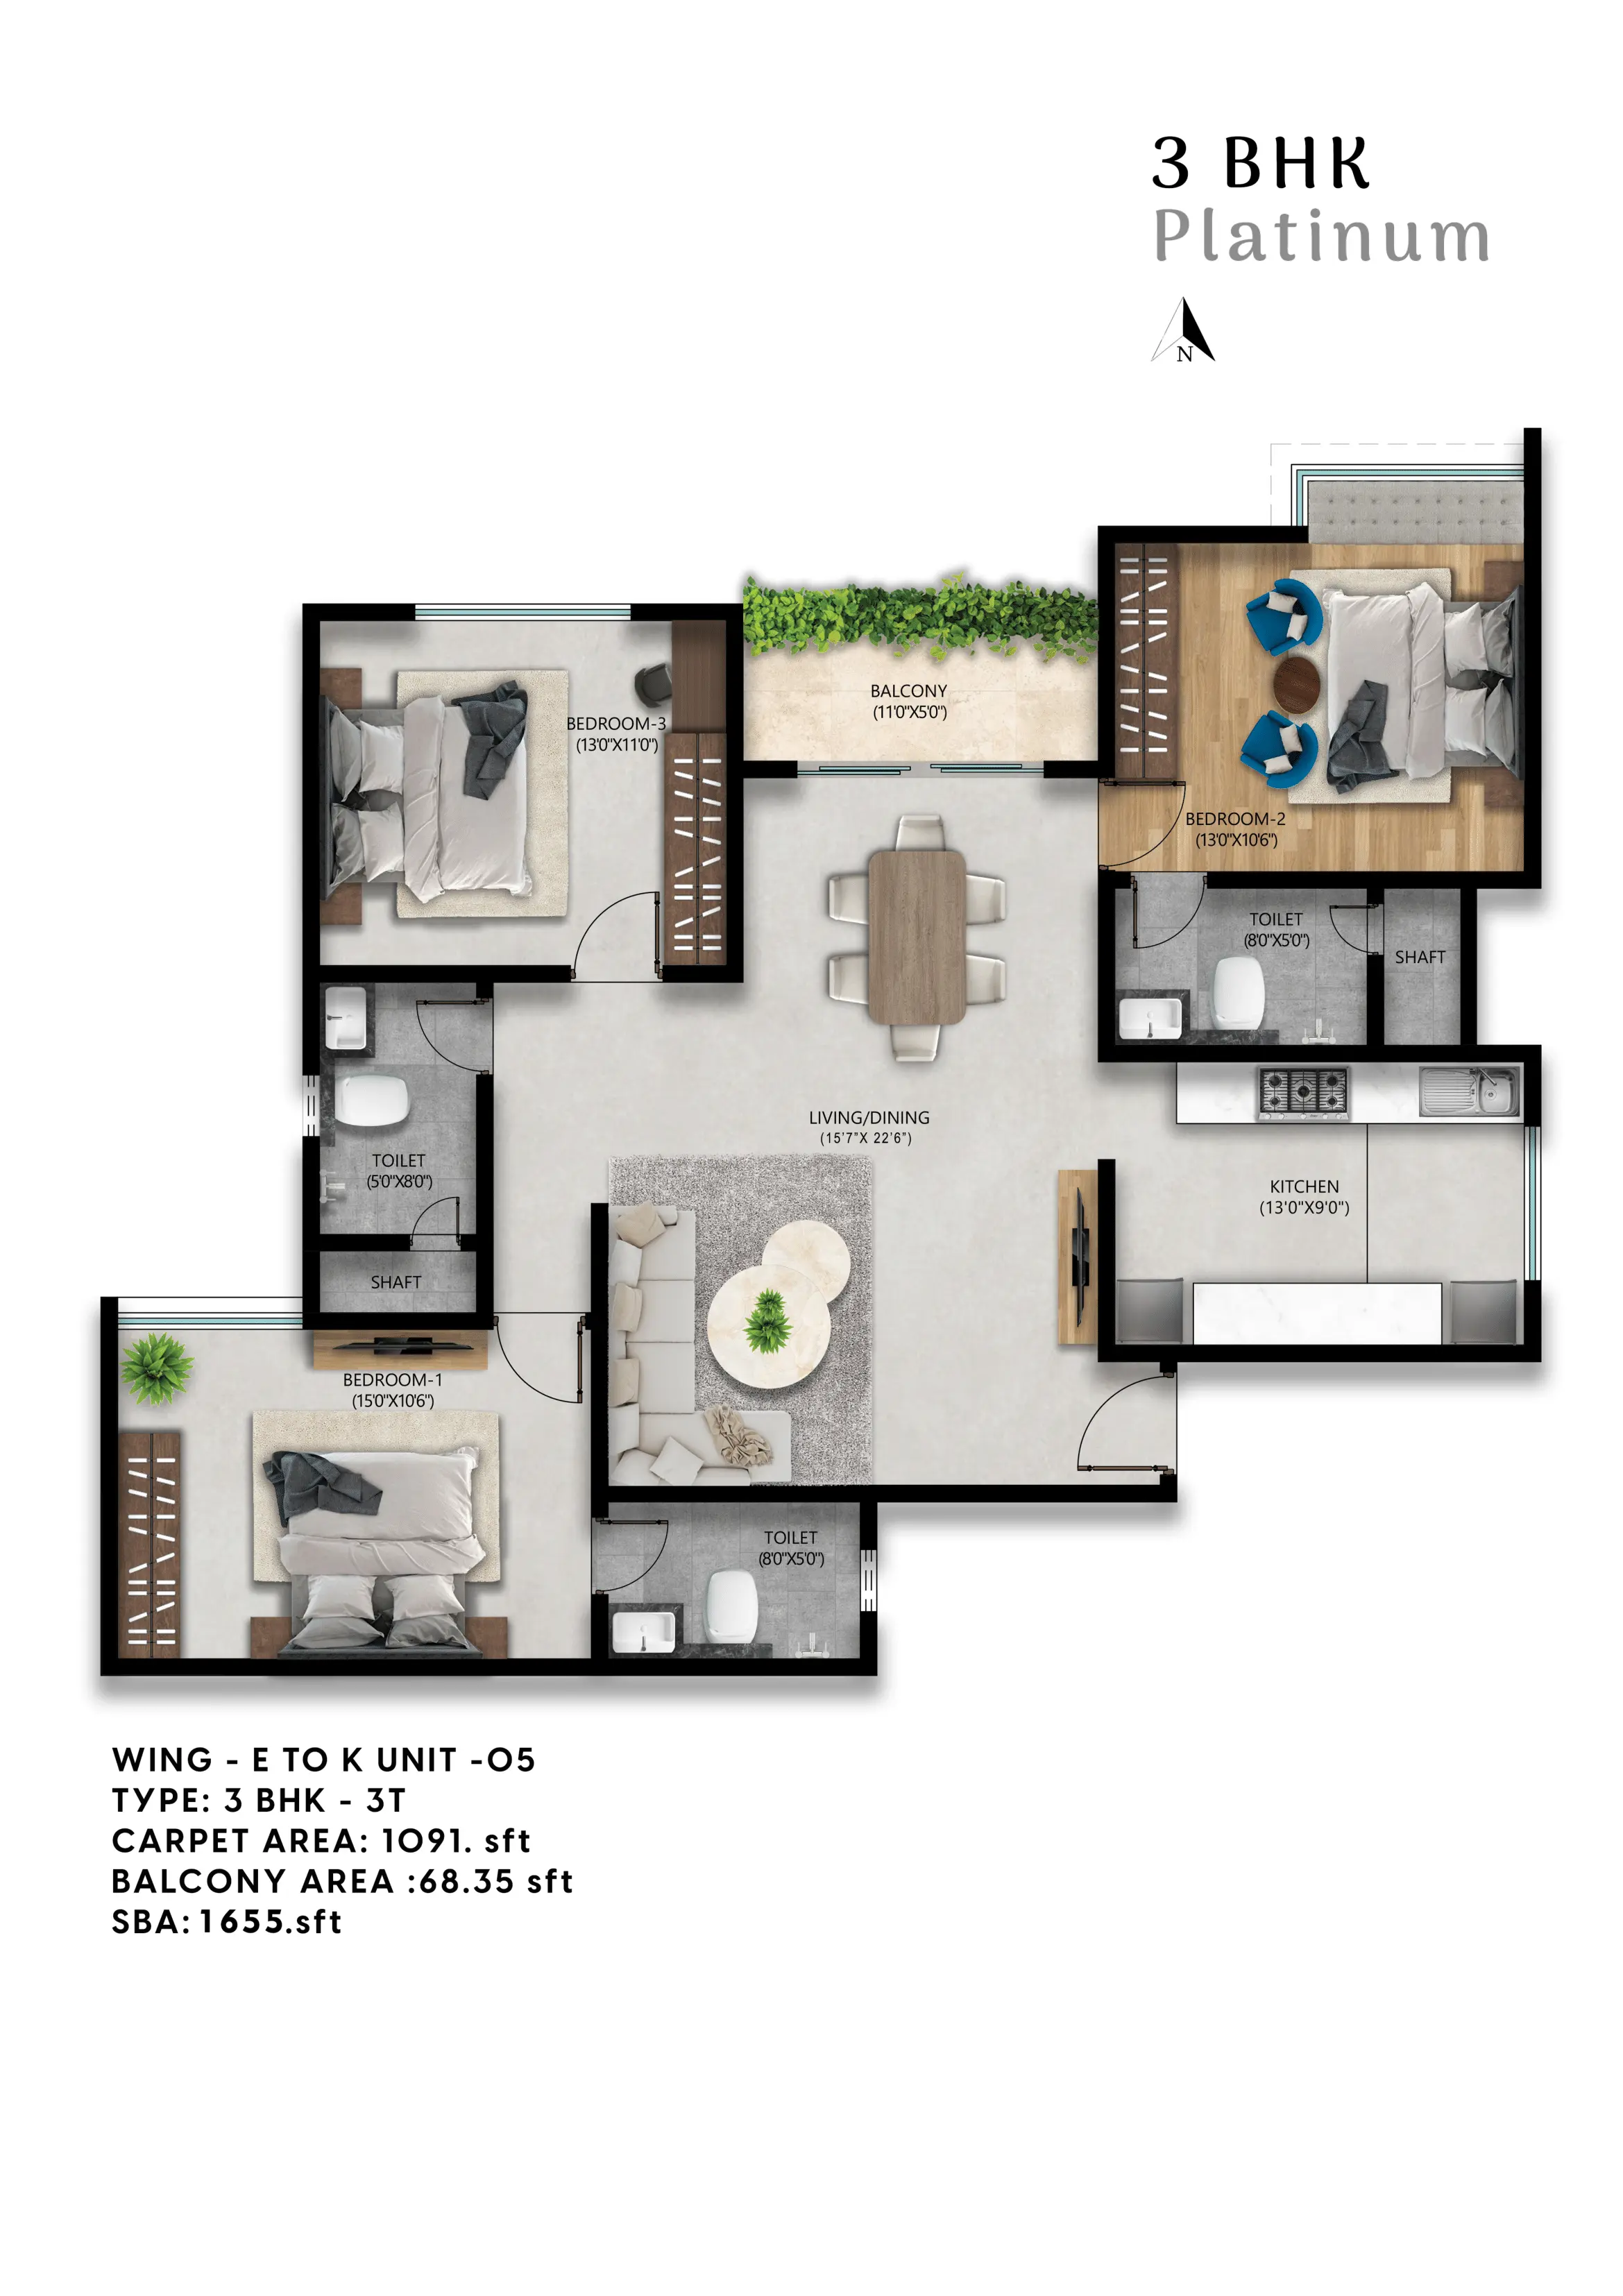 3 BHK
Platinum
N
BALCONY
(11'0"X5'0")
BEDROOM-3
(13'0"X11'0")
BEDROOM-2
(13'0"X10'6")
TOILET
(8'0"X5'0")
SHAFT
LIVING/DINING
(15'7"X 22'6")
TOILET
(5'0"X8'0")
KITCHEN
(13'0"X9'0")
SHAFT
BEDROOM-1
(15'0"X10'6")
TOILET
(8'0"X5'0")
WING - E TO K UNIT -05
TYPE: 3 BHK - 3T
CARPET AREA: 1091. sft
BALCONY AREA :68.35 sft
SBA: 1655.sft